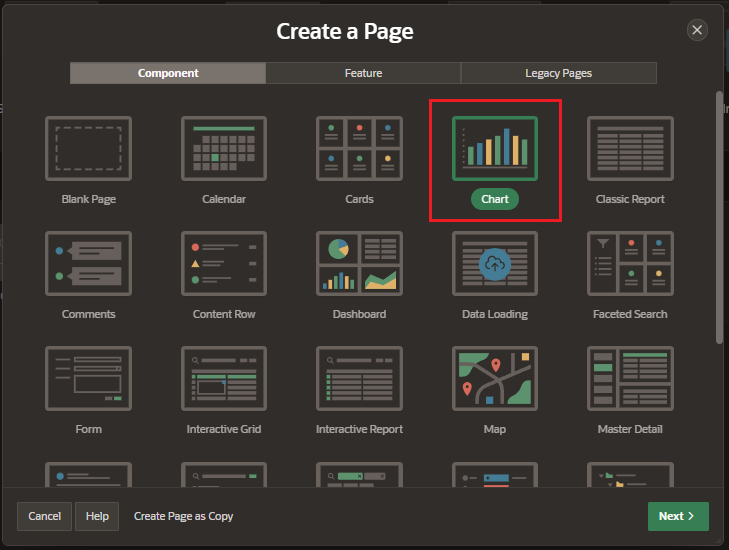 Create a Page
Component Feature Legacy Pages
Blank Page Calendar Cards Chart Classic Report
Comments Content Row Dashboard Data Loading Faceted Search
Form Interactive Grid Interactive Report Map Master Detail
Cancel Help Create Page as Copy Next